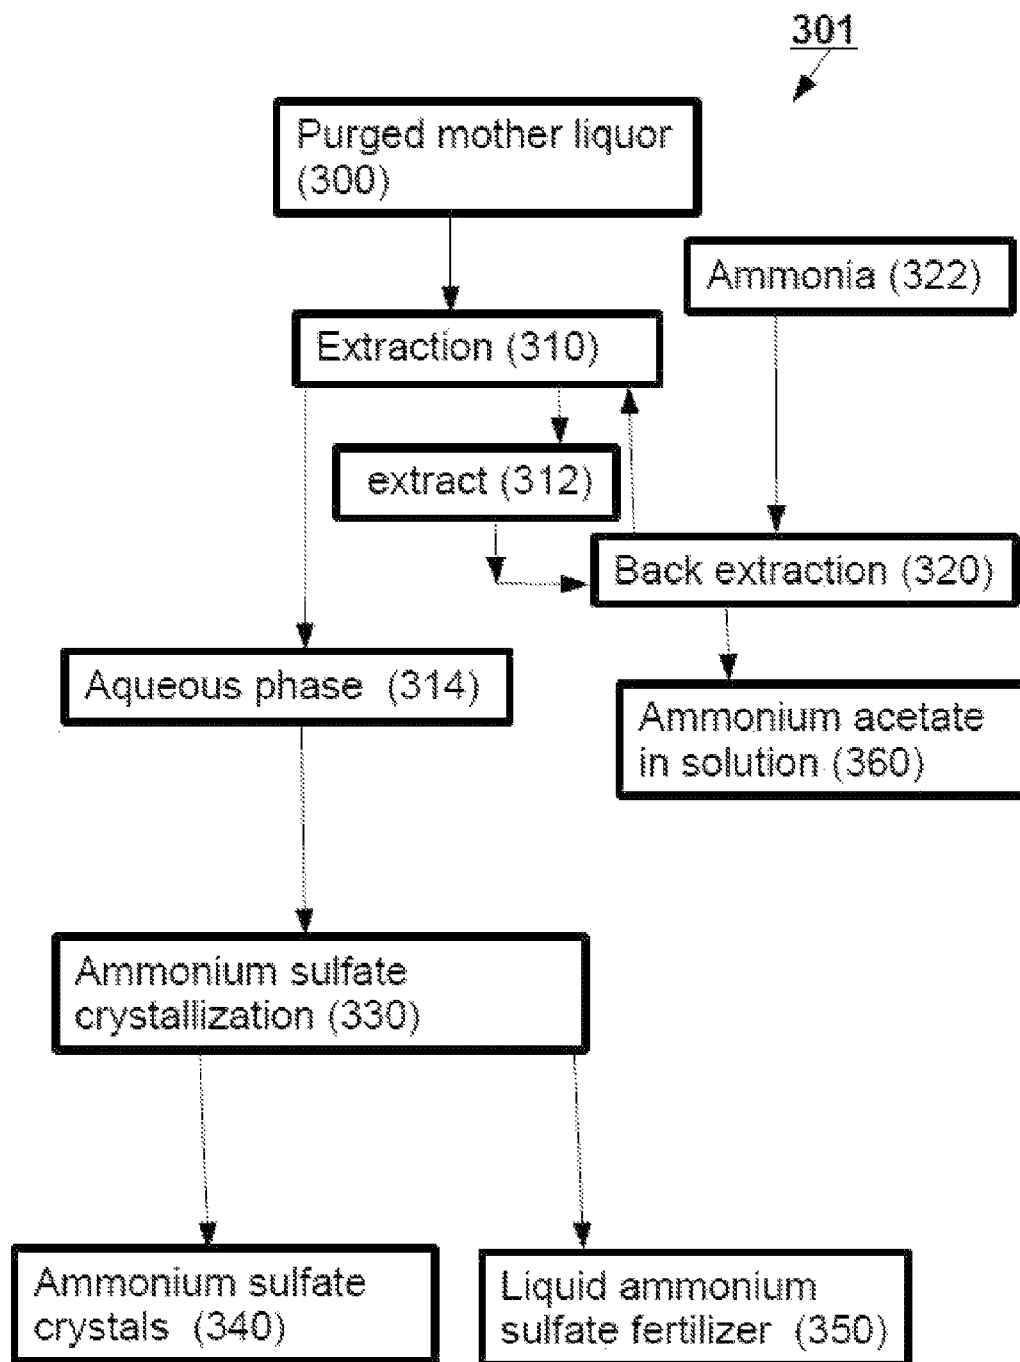 301
Purged mother liquor
(300)
Ammonia (322)
Extraction (310)
extract (312)
Back extraction (320)
Aqueous phase (314)
Ammonium acetate
in solution (360)
Ammonium sulfate
crystallization (330)
Ammonium sulfate
crystals (340)
Liquid ammonium
sulfate fertilizer (350)